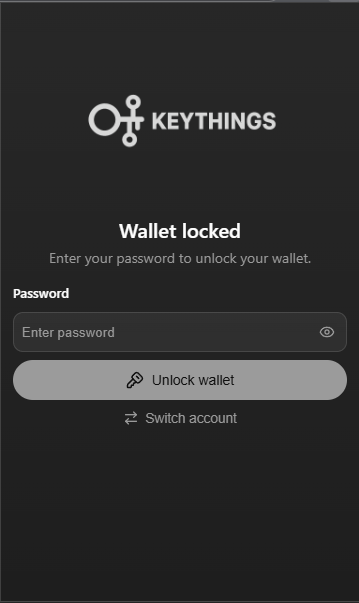 KEYTHINGS
Wallet locked
Enter your password to unlock your wallet.
Password
Enter password
Unlock wallet
Switch account